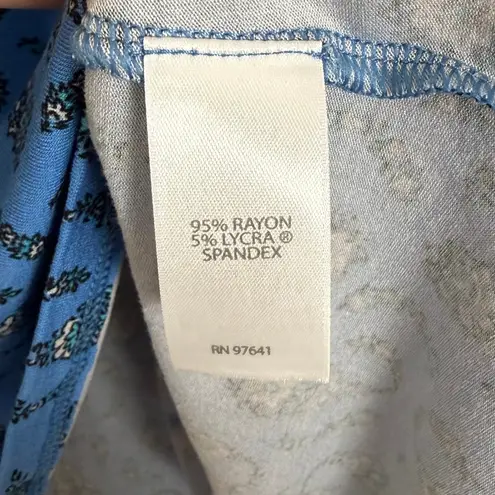 95% RAYON
5% LYCRA ®
SPANDEX
RN 97641